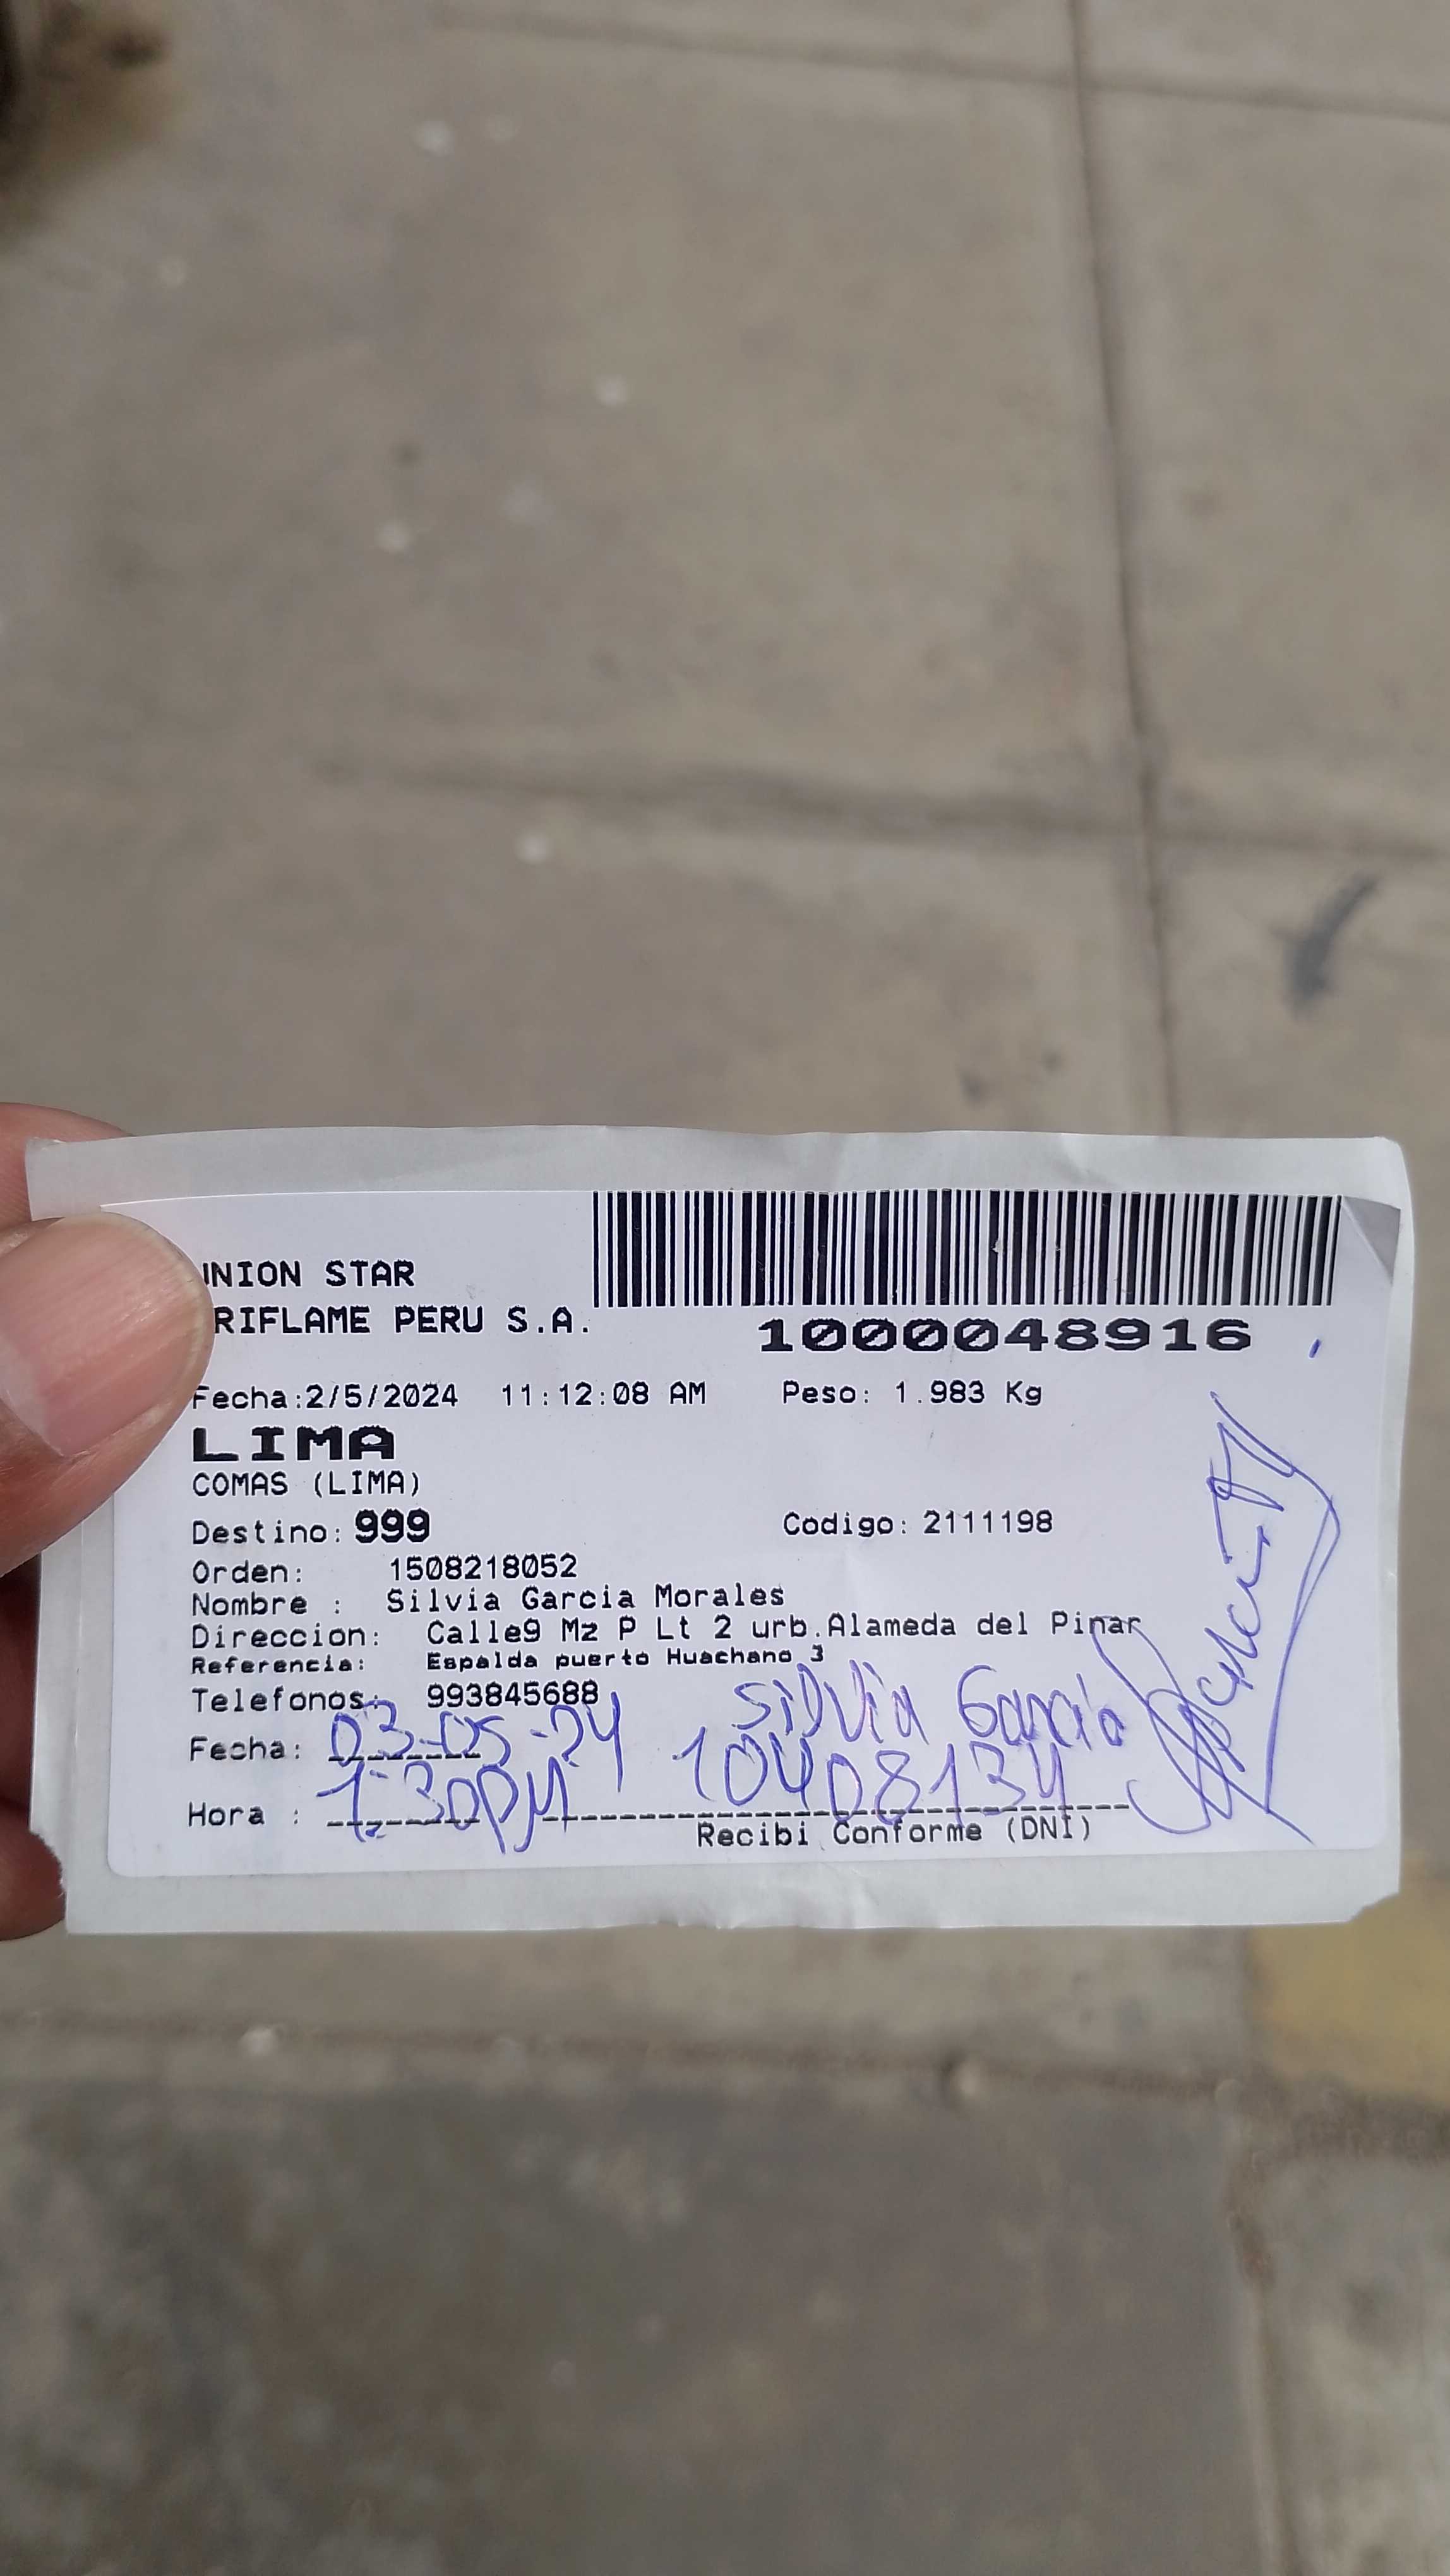 UNION STAR
ORIFLAME PERU S.A.
1000048916
Fecha:2/5/2024 11:12:08 AM Peso: 1.983 Kg
LIMA
COMAS (LIMA)
Destino: 999 Codigo: 2111198
Orden: 1508218052
Nombre : Silvia Garcia Morales
Direccion: Calle9 Mz P Lt 2 urb.Alameda del Pinar
Referencia: Espalda puerto Huachano 3
Telefonos: 993845688
Silvia Garcia
Fecha: 03-05-24 10408134
Hora : 1:30PM
Recibi Conforme (DNI)